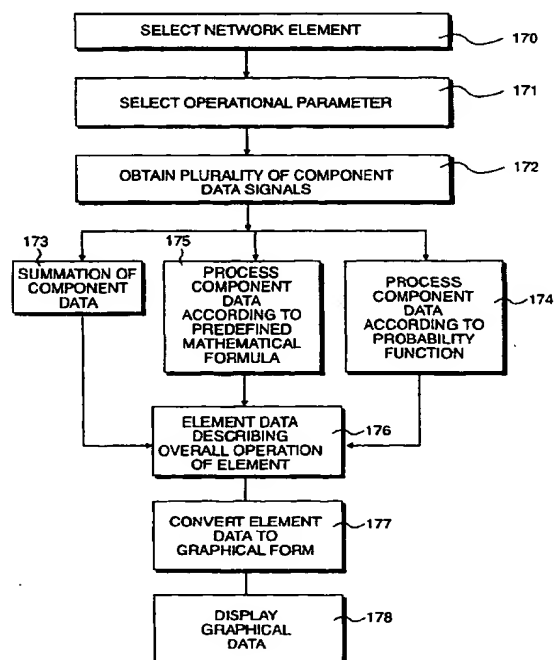 SELECT NETWORK ELEMENT
170
SELECT OPERATIONAL PARAMETER
171
OBTAIN PLURALITY OF COMPONENT
DATA SIGNALS
172
173
SUMMATION OF
COMPONENT
DATA
175
PROCESS
COMPONENT
DATA
ACCORDING TO
PREDEFINED
MATHEMATICAL
FORMULA
PROCESS
COMPONENT
DATA
ACCORDING TO
PROBABILITY
FUNCTION
174
ELEMENT DATA
DESCRIBING
OVERALL OPERATION
OF ELEMENT
176
CONVERT ELEMENT
DATA TO
GRAPHICAL FORM
177
DISPLAY
GRAPHICAL
DATA
178